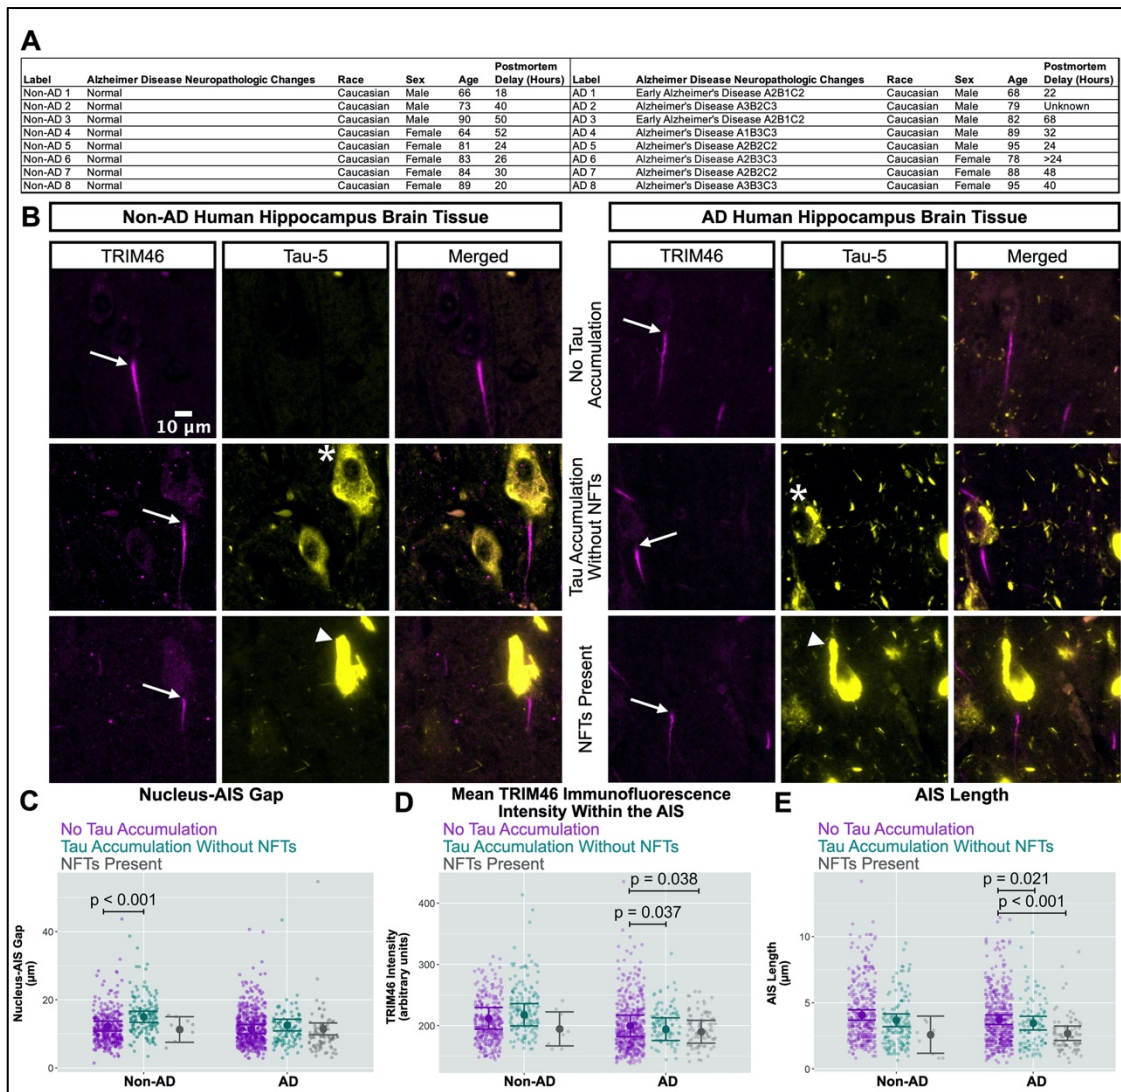 A
Label Alzheimer Disease Neuropathologic Changes Race Sex Age Postmortem Delay (Hours) Label Alzheimer's Disease Neuropathologic Changes Race Sex Age Postmortem Delay (Hours)
Non-AD 1 Normal Caucasian Male 66 18 AD 1 Early Alzheimer's Disease A2B1C2 Caucasian Male 68 22
Non-AD 2 Normal Caucasian Male 73 40 AD 2 Alzheimer's Disease A3B2C3 Caucasian Male 79 Unknown
Non-AD 3 Normal Caucasian Male 90 50 AD 3 Early Alzheimer's Disease A2B1C2 Caucasian Male 82 68
Non-AD 4 Normal Caucasian Female 64 52 AD 4 Alzheimer's Disease A1B3C3 Caucasian Male 89 32
Non-AD 5 Normal Caucasian Female 81 24 AD 5 Alzheimer's Disease A2B2C2 Caucasian Male 95 24
Non-AD 6 Normal Caucasian Female 83 26 AD 6 Alzheimer's Disease A2B3C3 Caucasian Female 78 >24
Non-AD 7 Normal Caucasian Female 84 30 AD 7 Alzheimer's Disease A2B2C2 Caucasian Female 88 48
Non-AD 8 Normal Caucasian Female 89 20 AD 8 Alzheimer's Disease A3B3C3 Caucasian Female 95 40
B
Non-AD Human Hippocampus Brain Tissue
AD Human Hippocampus Brain Tissue
TRIM46 Tau-5 Merged
TRIM46 Tau-5 Merged
10 µm
*
*
No Tau
Accumulation
Tau Accumulation
Without NFTs
NFTs Present
C
Nucleus-AIS Gap
No Tau Accumulation
Tau Accumulation Without NFTs
NFTs Present
p < 0.001
Nucleus-AIS Gap
(µm)
40
20
0
Non-AD AD
D
Mean TRIM46 Immunofluorescence
Intensity Within the AIS
No Tau Accumulation
Tau Accumulation Without NFTs
NFTs Present
p = 0.038
p = 0.037
TRIM46 Intensity
(arbitrary units)
400
300
200
Non-AD AD
E
AIS Length
No Tau Accumulation
Tau Accumulation Without NFTs
NFTs Present
p = 0.021
p < 0.001
AIS Length
(µm)
10
5
0
Non-AD AD